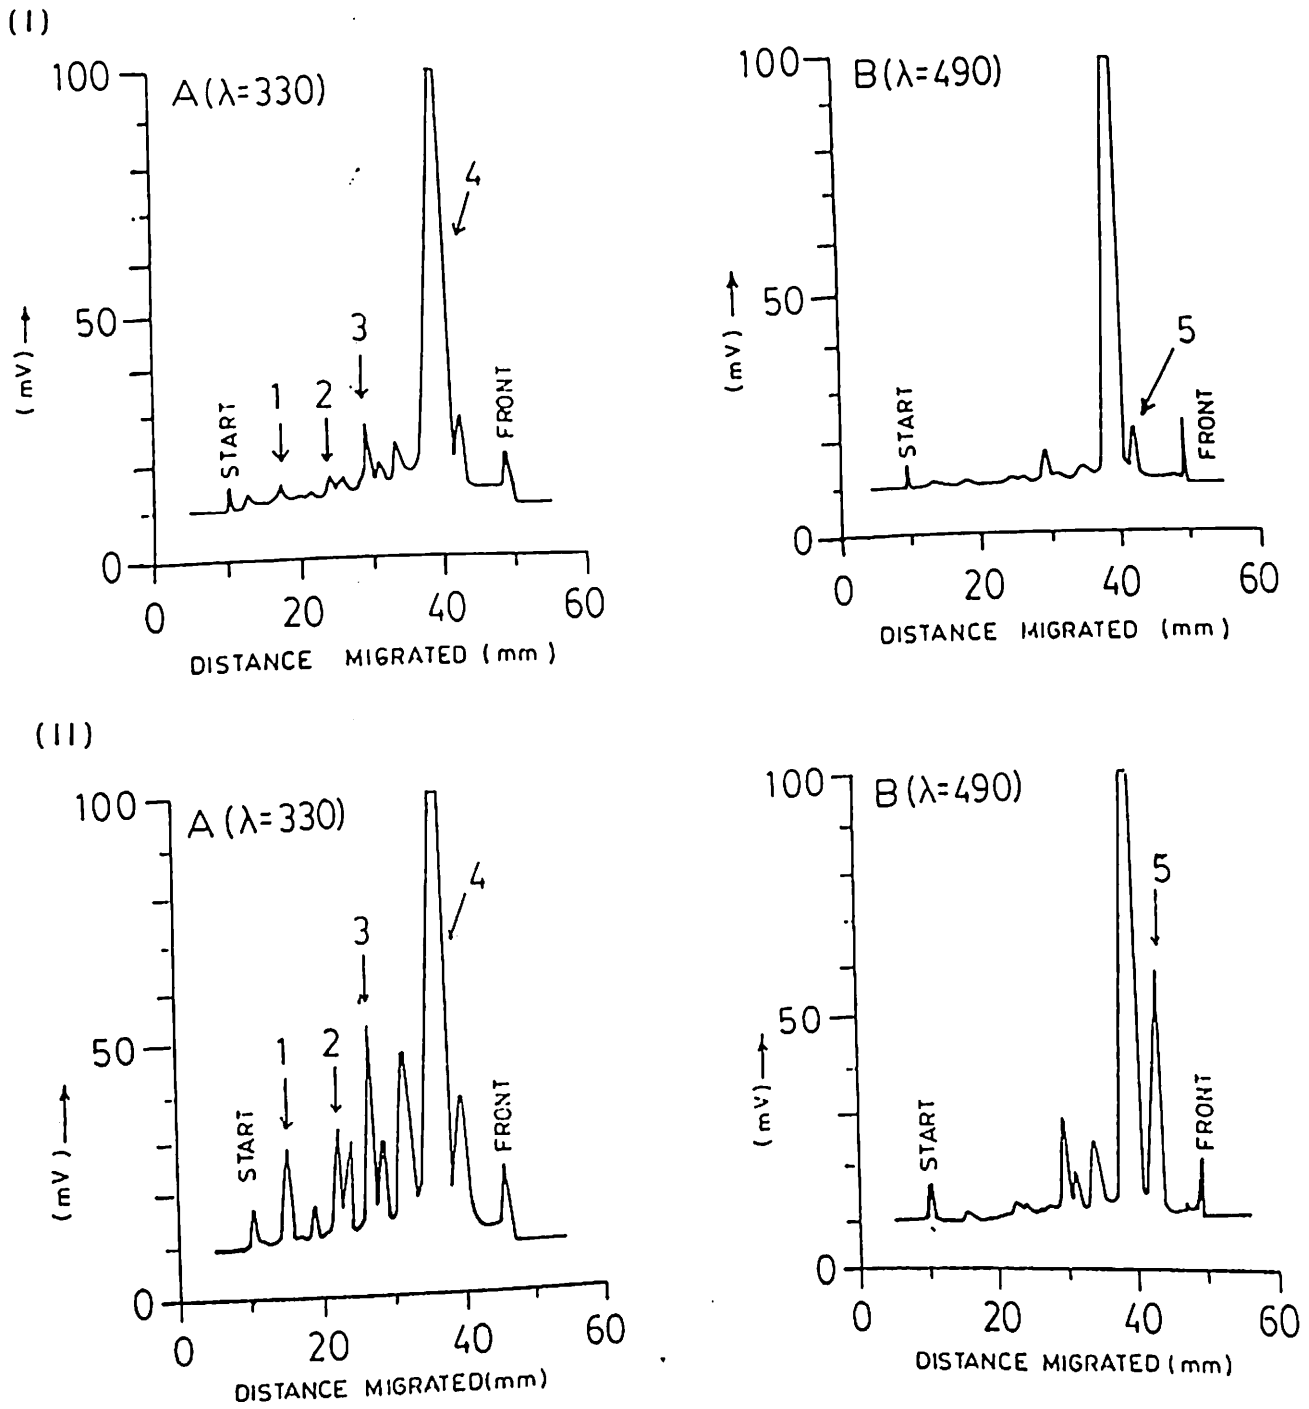 (I)
A(λ=330)
100
50
0
(mV)→
START
1
2
3
4
FRONT
0 20 40 60
DISTANCE MIGRATED (mm)
B(λ=490)
100
50
0
(mV)→
START
5
FRONT
0 20 40 60
DISTANCE MIGRATED (mm)
(II)
A(λ=330)
100
50
0
(mV)→
START
1
2
3
4
FRONT
0 20 40 60
DISTANCE MIGRATED(mm)
B(λ=490)
100
50
0
(mV)→
START
5
FRONT
0 20 40 60
DISTANCE MIGRATED (mm)